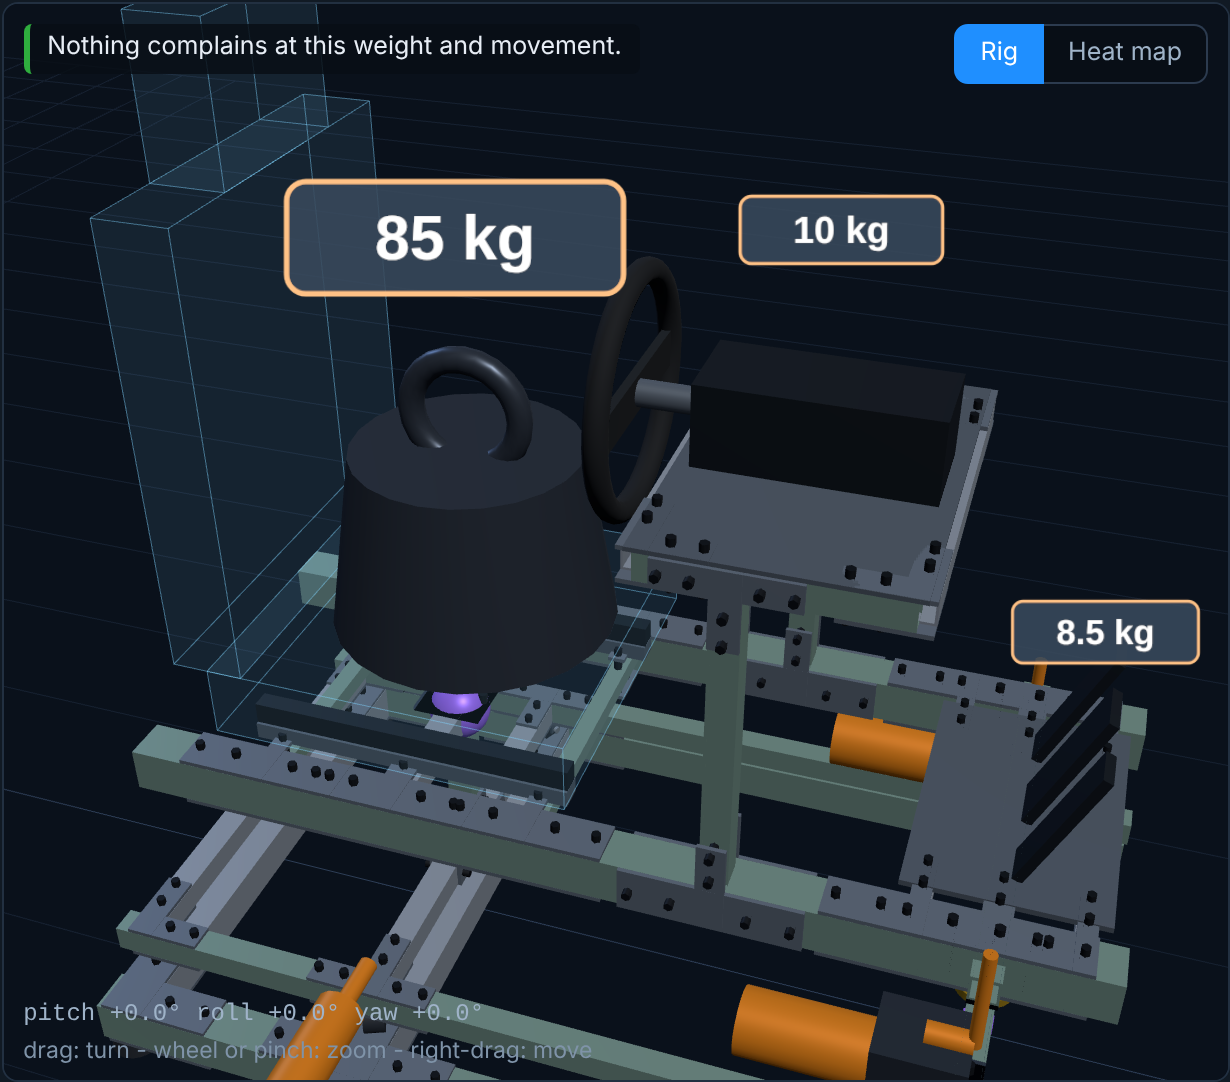 Nothing complains at this weight and movement.
Rig
Heat map
85 kg
10 kg
8.5 kg
pitch +0.0° roll +0.0° yaw +0.0°
drag: turn - wheel or pinch: zoom - right-drag: move